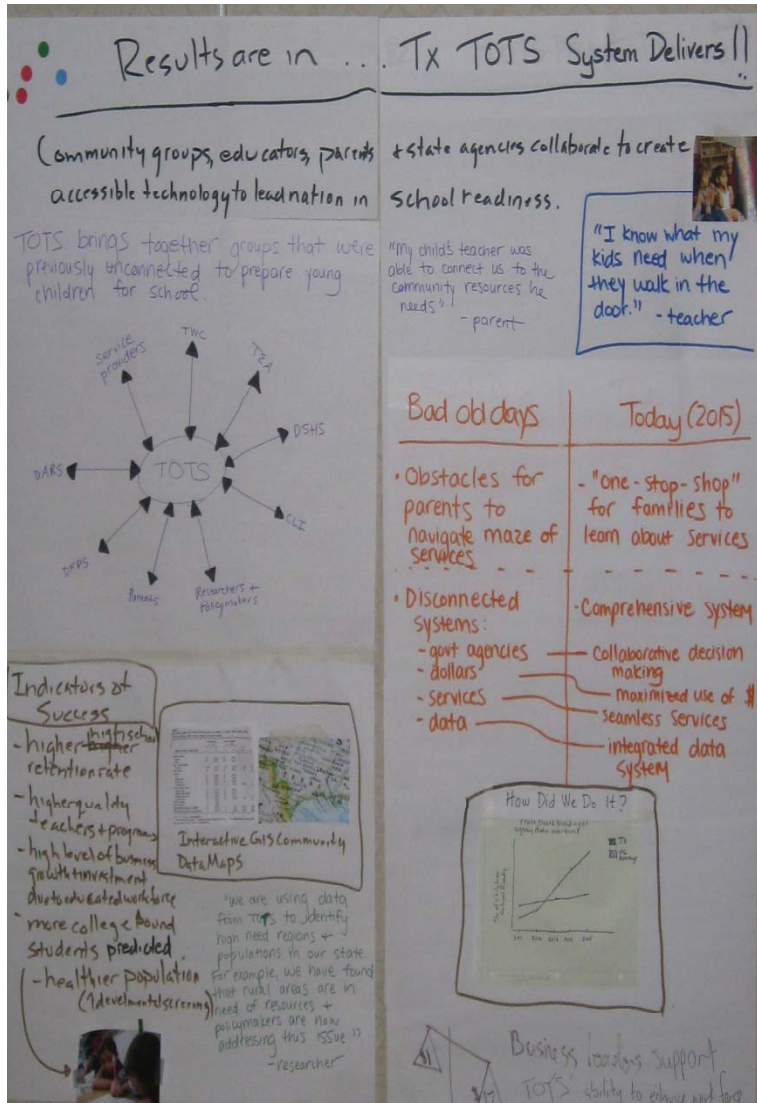 Results are in . . . . Tx TOTS System Delivers!!
Community groups, educators, parents + state agencies collaborate to create
accessible technology to lead nation in school readiness.
TOTS brings together groups that were
previously unconnected to prepare young
children for school.
"My child's teacher was
able to connect us to the
community resources he
needs."
- parent
"I know what my
kids need when
they walk in the
door." - teacher
Service
providers
TWC
TEA
DSHS
CLI
Researchers +
Policymakers
Parents
DFPS
DARS
TOTS
Bad old days
Today (2015)
• Obstacles for
parents to
navigate maze of
services
- "one-stop-shop"
for families to
learn about services
• Disconnected
systems:
- govt agencies
- dollars
- services
- data
- Comprehensive system
collaborative decision
making
maximized use of $
seamless services
integrated data
system
Indicators of
Success
- higher high school
retention rate
- higher quality
teachers + programs
- high level of business
growth + investment
due to educated workforce
- more college bound
students predicted.
- healthier population
Interactive GIS Community
Data Maps
"We are using data
from TOTS to identify
high need regions +
populations in our state.
For example, we have found
that rural areas are in
need of resources +
policymakers are now
addressing this issue"
- researcher
How Did We Do It?
TX
Business leaders support
TOTS' ability to enhance work force